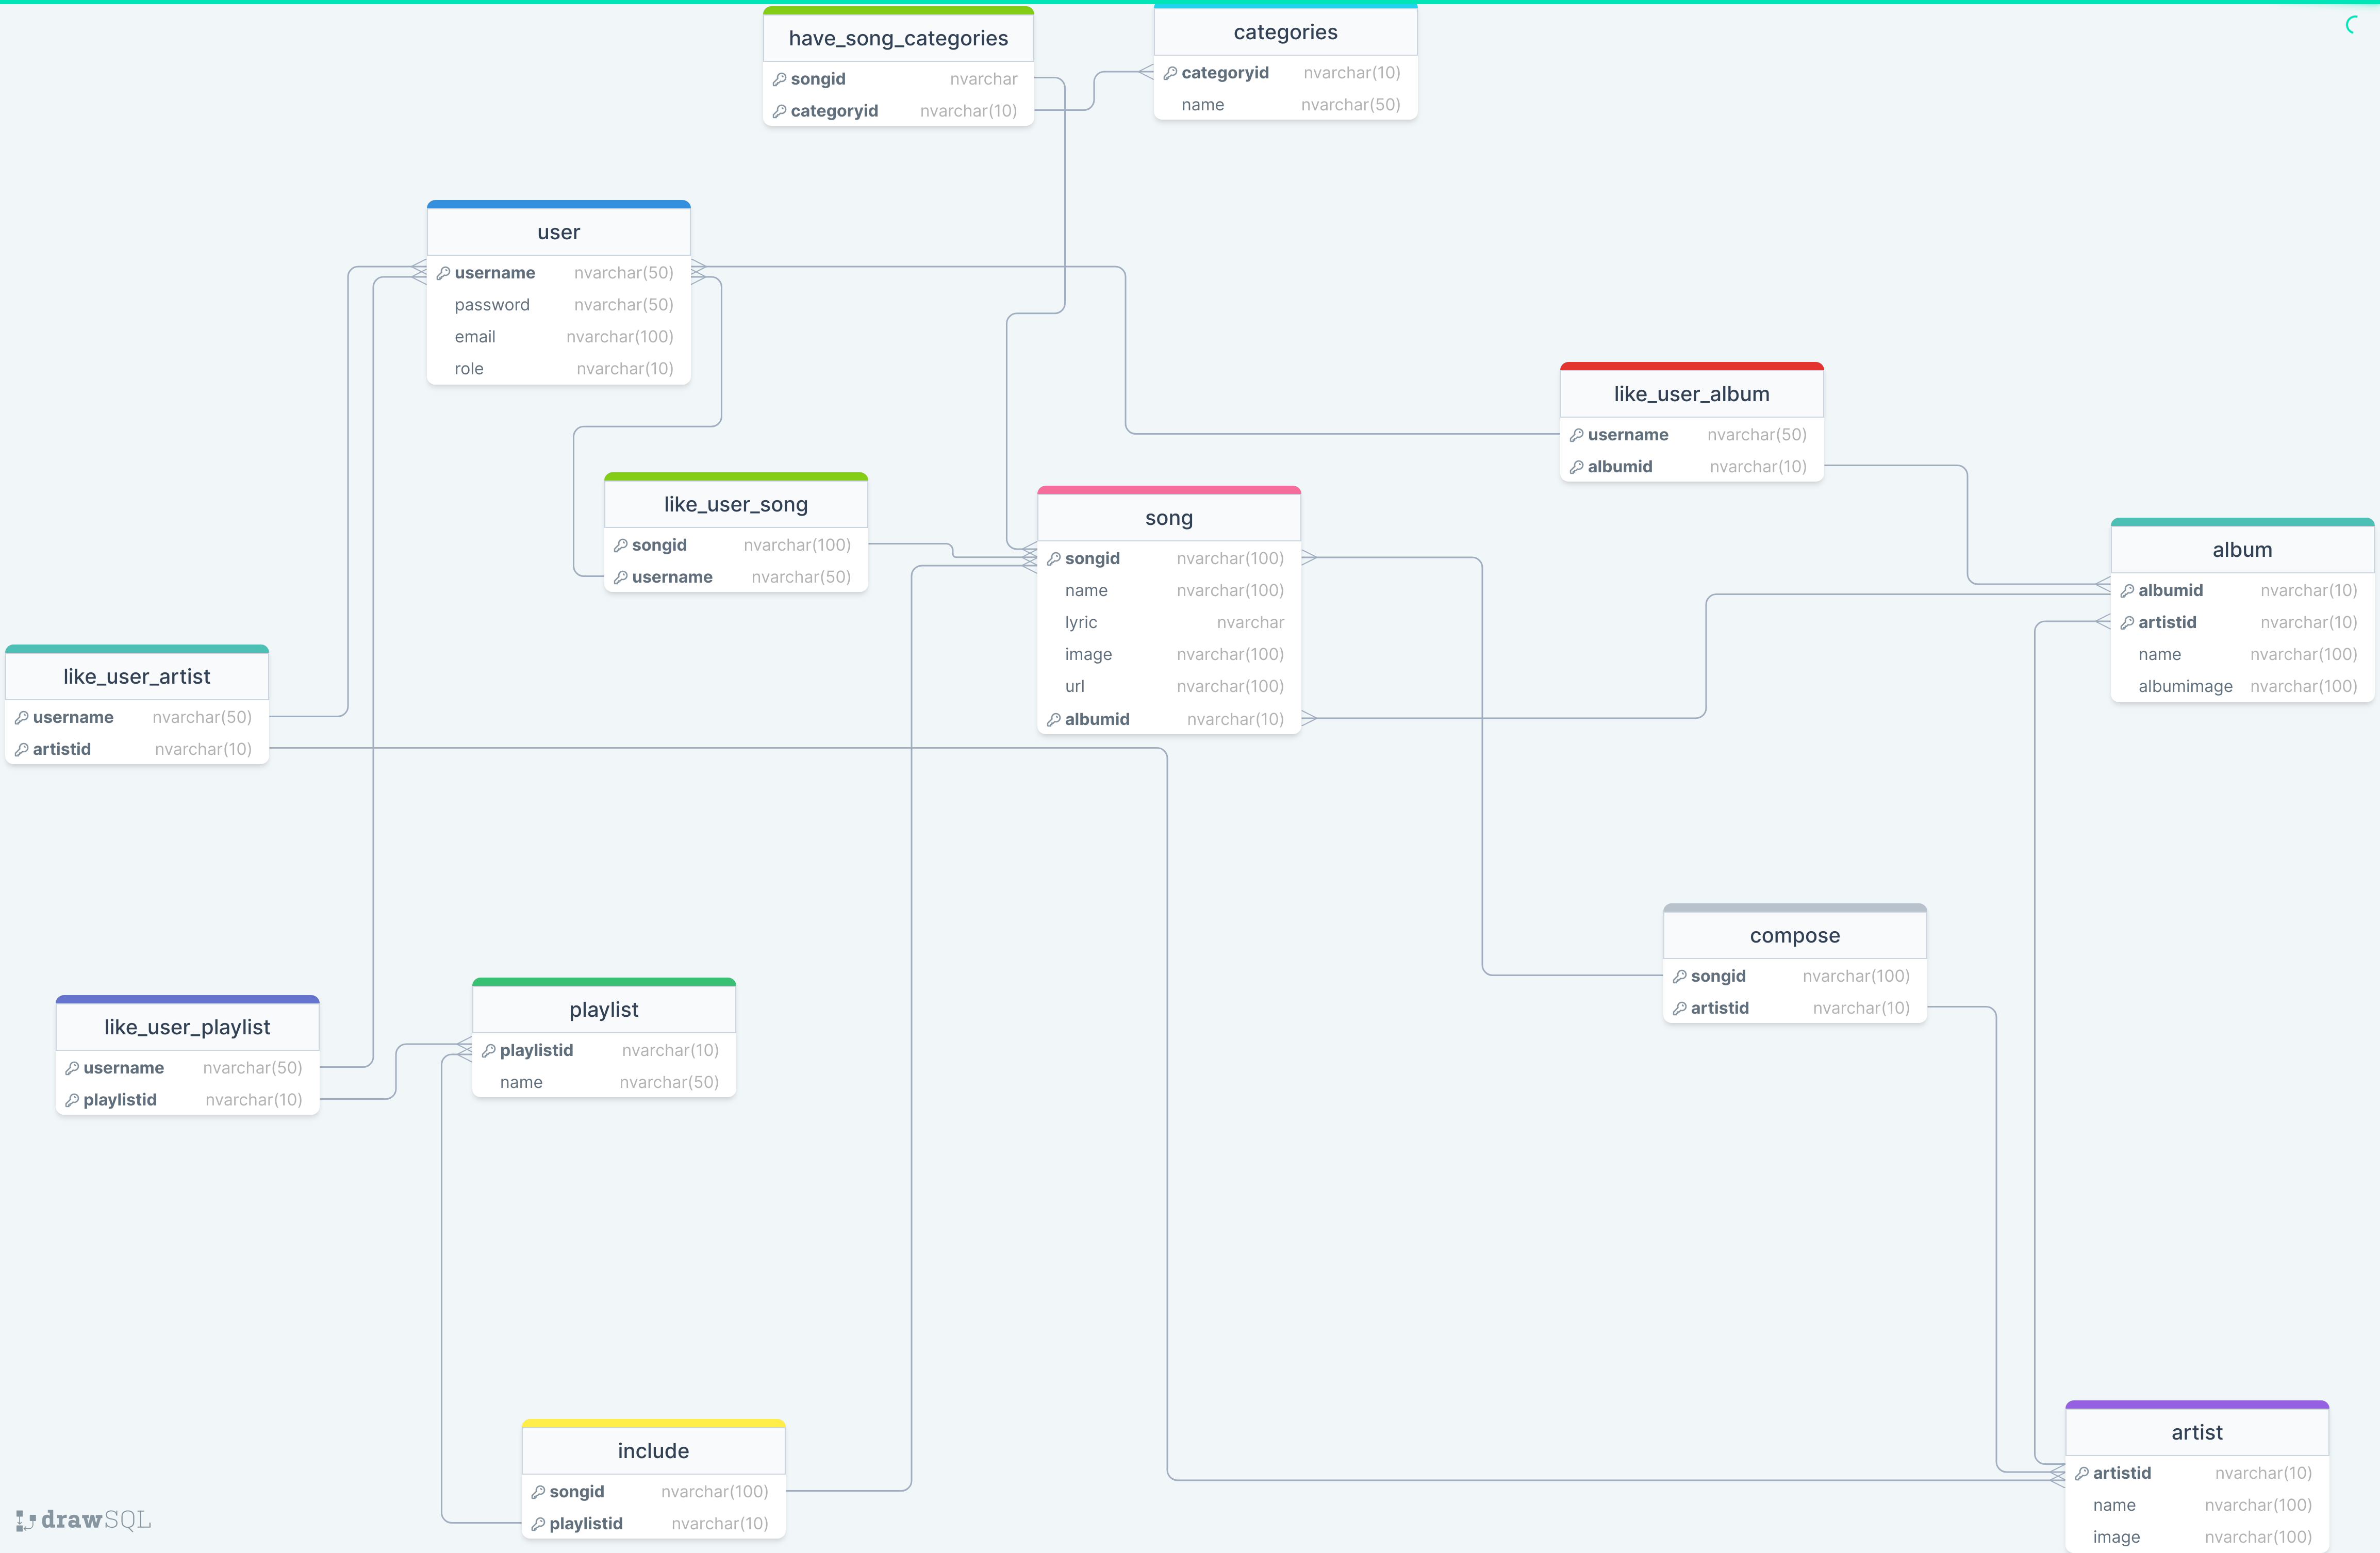 have_song_categories
songid nvarchar
categoryid nvarchar(10)
categories
categoryid nvarchar(10)
name nvarchar(50)
user
username nvarchar(50)
password nvarchar(50)
email nvarchar(100)
role nvarchar(10)
like_user_album
username nvarchar(50)
albumid nvarchar(10)
like_user_song
songid nvarchar(100)
username nvarchar(50)
song
songid nvarchar(100)
name nvarchar(100)
lyric nvarchar
image nvarchar(100)
url nvarchar(100)
albumid nvarchar(10)
album
albumid nvarchar(10)
artistid nvarchar(10)
name nvarchar(100)
albumimage nvarchar(100)
like_user_artist
username nvarchar(50)
artistid nvarchar(10)
compose
songid nvarchar(100)
artistid nvarchar(10)
like_user_playlist
username nvarchar(50)
playlistid nvarchar(10)
playlist
playlistid nvarchar(10)
name nvarchar(50)
include
songid nvarchar(100)
playlistid nvarchar(10)
artist
artistid nvarchar(10)
name nvarchar(100)
image nvarchar(100)
drawSQL